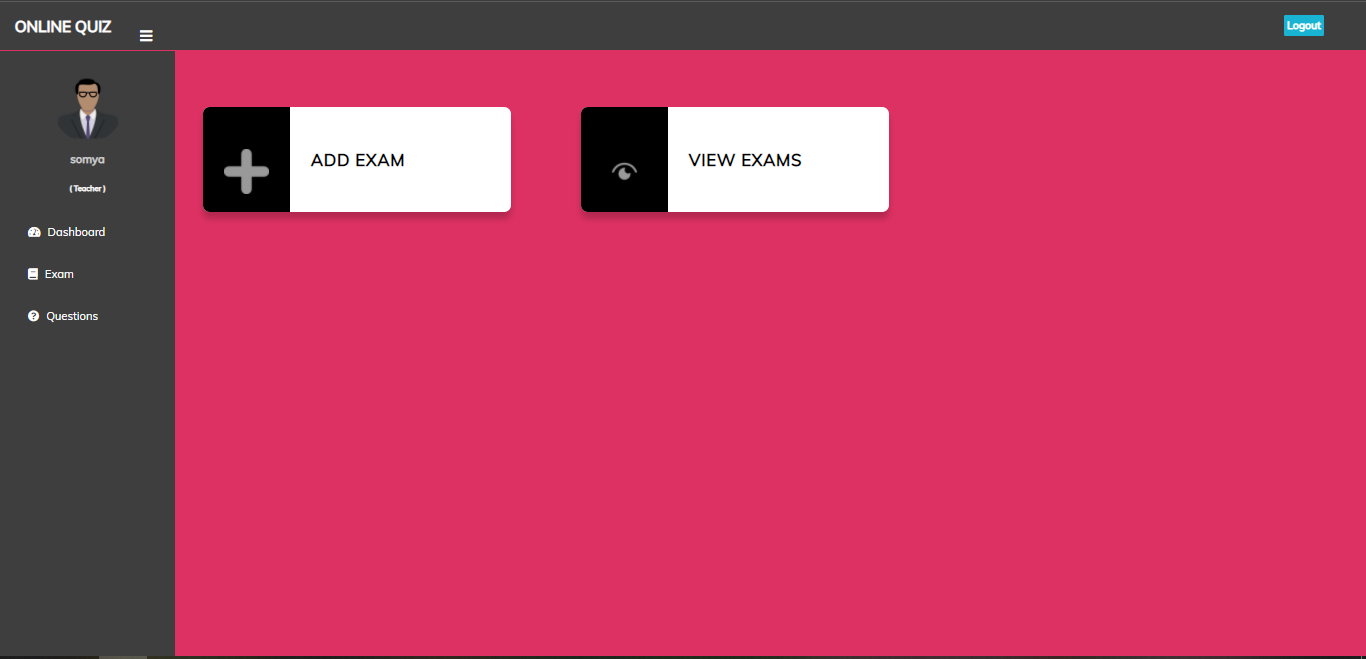 ONLINE QUIZ
Logout
somya
( Teacher )
Dashboard
Exam
Questions
ADD EXAM
VIEW EXAMS